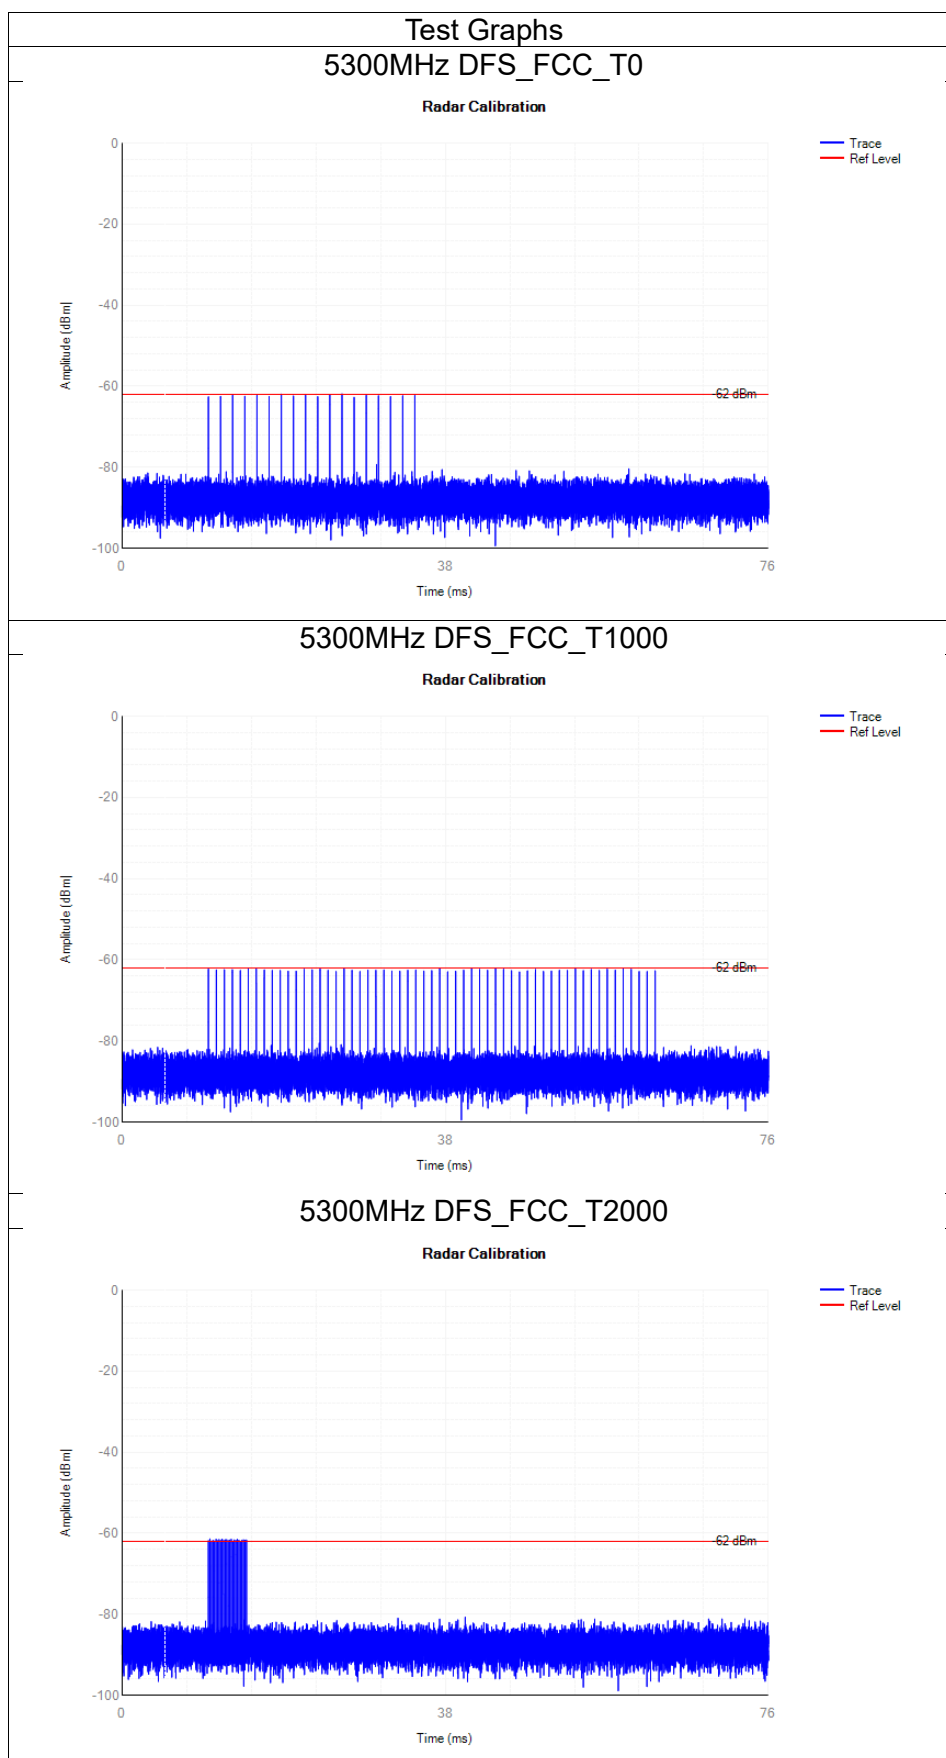 Test Graphs
5300MHz DFS_FCC_T0
Radar Calibration
Trace
Ref Level
0
-20
-40
-60
-80
-100
Amplitude [dBm]
-62 dBm
0
38
76
Time (ms)
5300MHz DFS_FCC_T1000
Radar Calibration
Trace
Ref Level
0
-20
-40
-60
-80
-100
Amplitude [dBm]
-62 dBm
0
38
76
Time (ms)
5300MHz DFS_FCC_T2000
Radar Calibration
Trace
Ref Level
0
-20
-40
-60
-80
-100
Amplitude [dBm]
-62 dBm
0
38
76
Time (ms)